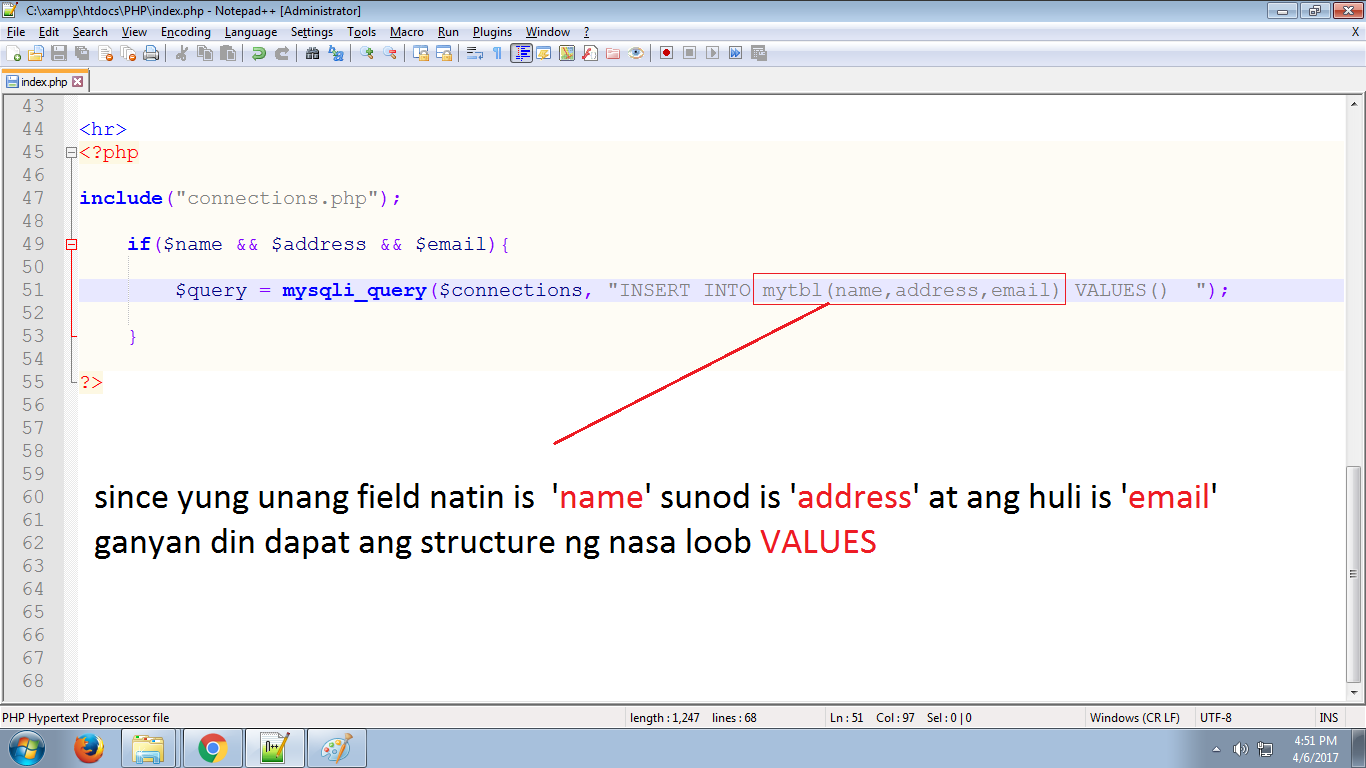 C:\xampp\htdocs\PHP\index.php - Notepad++ [Administrator]
File Edit Search View Encoding Language Settings Tools Macro Run Plugins Window ? X
index.php
43
44 <hr>
45 <?php
46
47 include("connections.php");
48
49 if($name && $address && $email){
50
51 $query = mysqli_query($connections, "INSERT INTO mytbl(name,address,email) VALUES()  ");
52
53 }
54
55 ?>
56
57
58
59
60
61
62
63
64
65
66
67
68
since yung unang field natin is  'name' sunod is 'address' at ang huli is 'email'
ganyan din dapat ang structure ng nasa loob VALUES
PHP Hypertext Preprocessor file length : 1,247 lines : 68 Ln : 51 Col : 97 Sel : 0 | 0 Windows (CR LF) UTF-8 INS
4:51 PM
4/6/2017